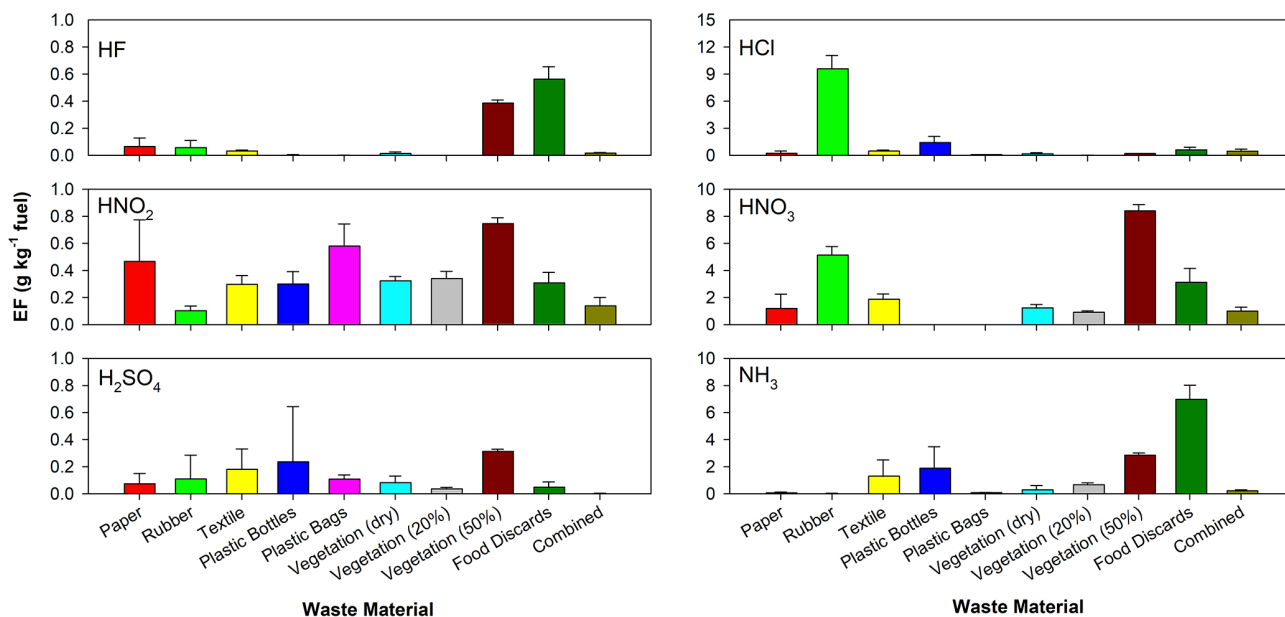 EF (g kg⁻¹ fuel)
1.0
0.8
0.6
0.4
0.2
0.0
HF
15
12
9
6
3
0
HCl
1.0
0.8
0.6
0.4
0.2
0.0
HNO₂
10
8
6
4
2
0
HNO₃
1.0
0.8
0.6
0.4
0.2
0.0
H₂SO₄
10
8
6
4
2
0
NH₃
Paper
Rubber
Textile
Plastic Bottles
Plastic Bags
Vegetation (dry)
Vegetation (20%)
Vegetation (50%)
Food Discards
Combined
Waste Material
Paper
Rubber
Textile
Plastic Bottles
Plastic Bags
Vegetation (dry)
Vegetation (20%)
Vegetation (50%)
Food Discards
Combined
Waste Material